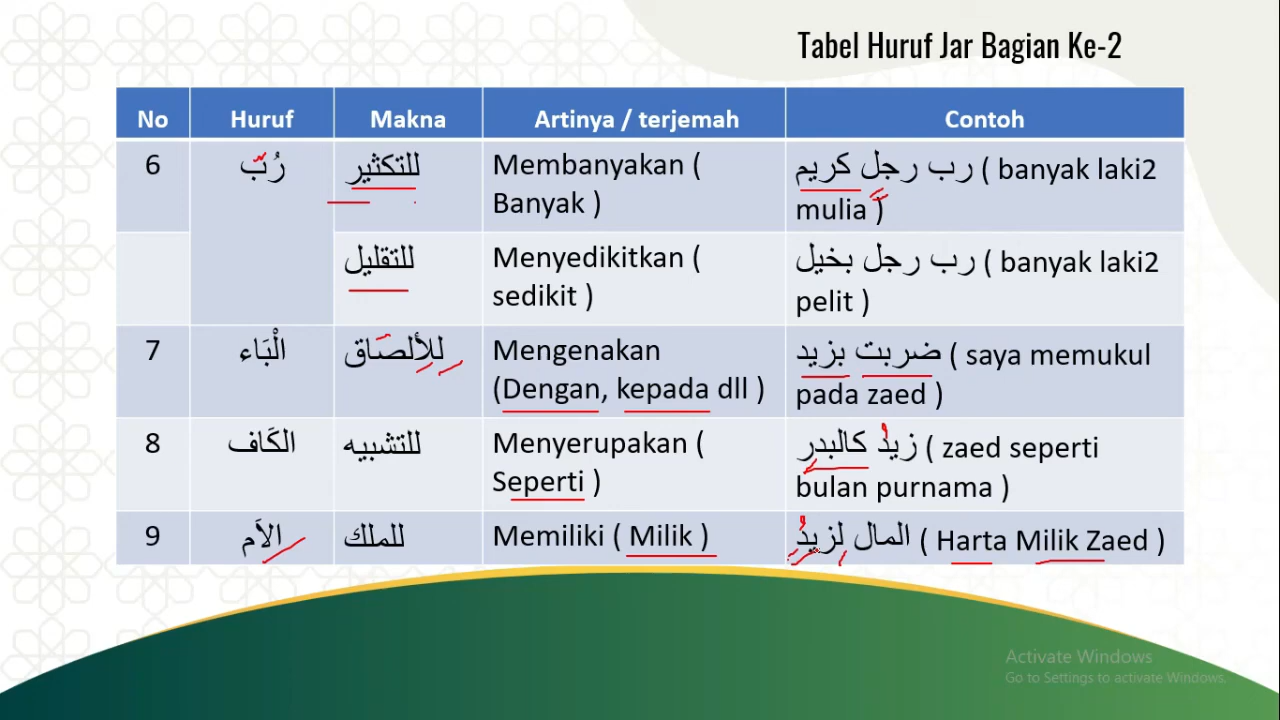 Tabel Huruf Jar Bagian Ke-2
No Huruf Makna Artinya / terjemah Contoh
6 رُبَّ للتكثير Membanyakan ( رب رجل كريم ( banyak laki2
Banyak ) mulia )
للتقليل Menyedikitkan ( رب رجل بخيل ( banyak laki2
sedikit ) pelit )
7 الْبَاء للألصاق Mengenakan ضربت بزيد ( saya memukul
(Dengan, kepada dll ) pada zaed )
8 الكَاف للتشبيه Menyerupakan ( زيد كالبدر ( zaed seperti
Seperti ) bulan purnama )
9 الاَم للملك Memiliki ( Milik ) المال لزيد ( Harta Milik Zaed )
Activate Windows
Go to Settings to activate Windows.